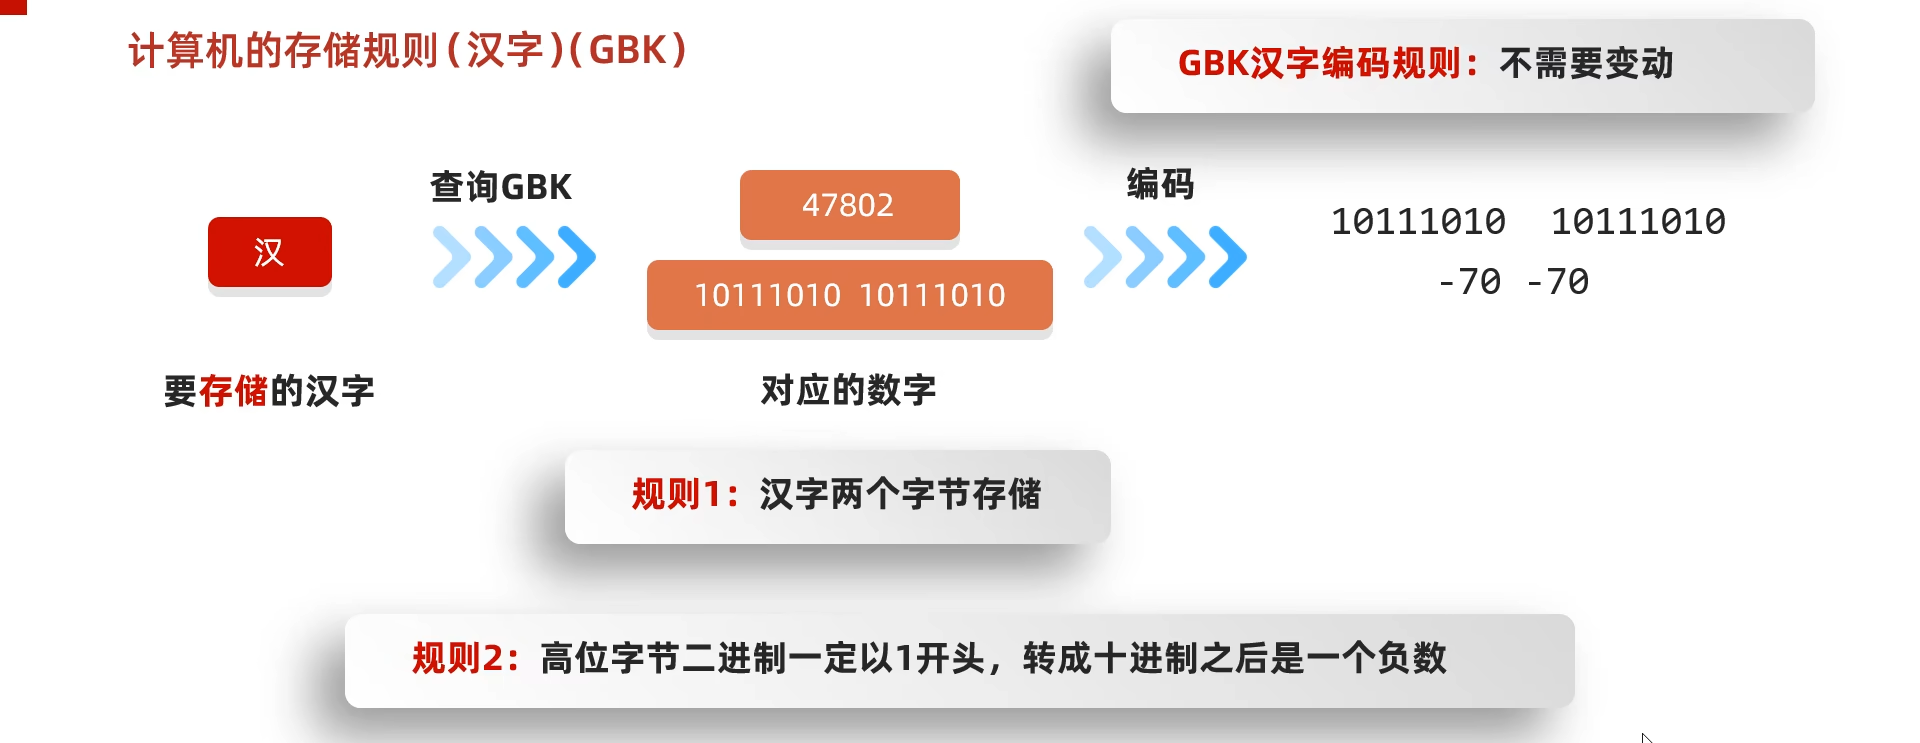 计算机的存储规则(汉字)(GBK)
GBK汉字编码规则：不需要变动
查询GBK
编码
汉
47802
10111010 10111010
10111010 10111010
-70 -70
要存储的汉字
对应的数字
规则1：汉字两个字节存储
规则2：高位字节二进制一定以1开头，转成十进制之后是一个负数